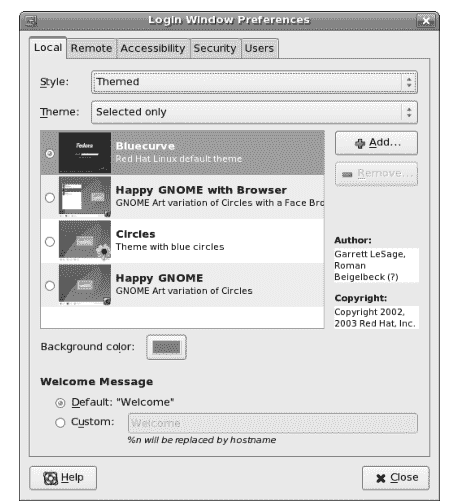 Login Window Preferences
Local Remote Accessibility Security Users
Style: Themed
Theme: Selected only
Fedora
Bluecurve
Red Hat Linux default theme
Add...
Remove...
Happy GNOME with Browser
GNOME Art variation of Circles with a Face Bro
Circles
Theme with blue circles
Happy GNOME
GNOME Art variation of Circles
Author:
Garrett LeSage,
Roman
Beigelbeck (?)
Copyright:
Copyright 2002,
2003 Red Hat, Inc.
Background color:
Welcome Message
Default: "Welcome"
Custom: Welcome
%n will be replaced by hostname
Help
Close